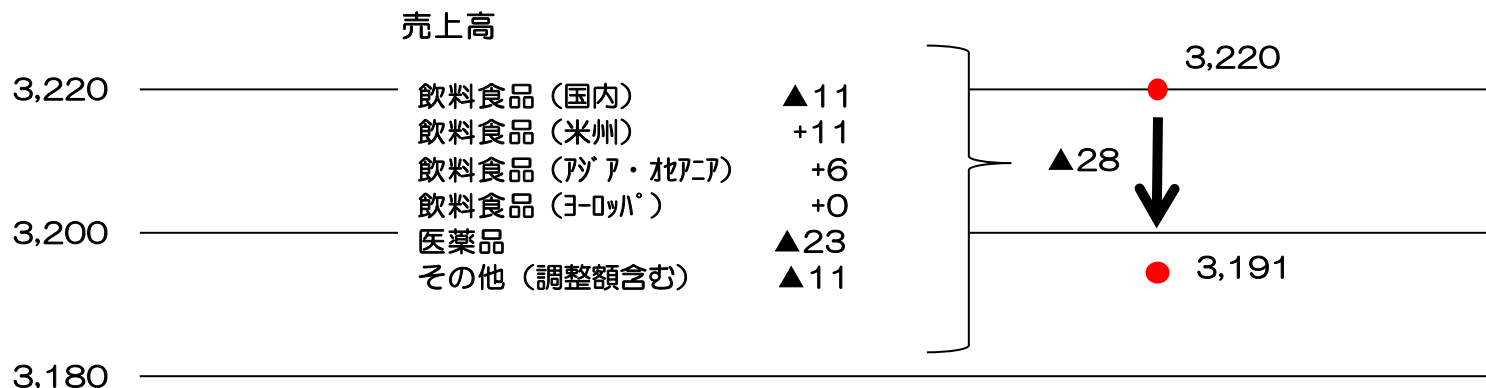 売上高
3,220
3,220
飲料食品(国内) ▲11
飲料食品(米州) +11
飲料食品(ｱｼﾞｱ・ｵｾｱﾆｱ) +6
▲28
飲料食品(ﾖｰﾛｯﾊﾟ) +0
3,200
医薬品 ▲23
その他(調整額含む) ▲11
3,191
3,180